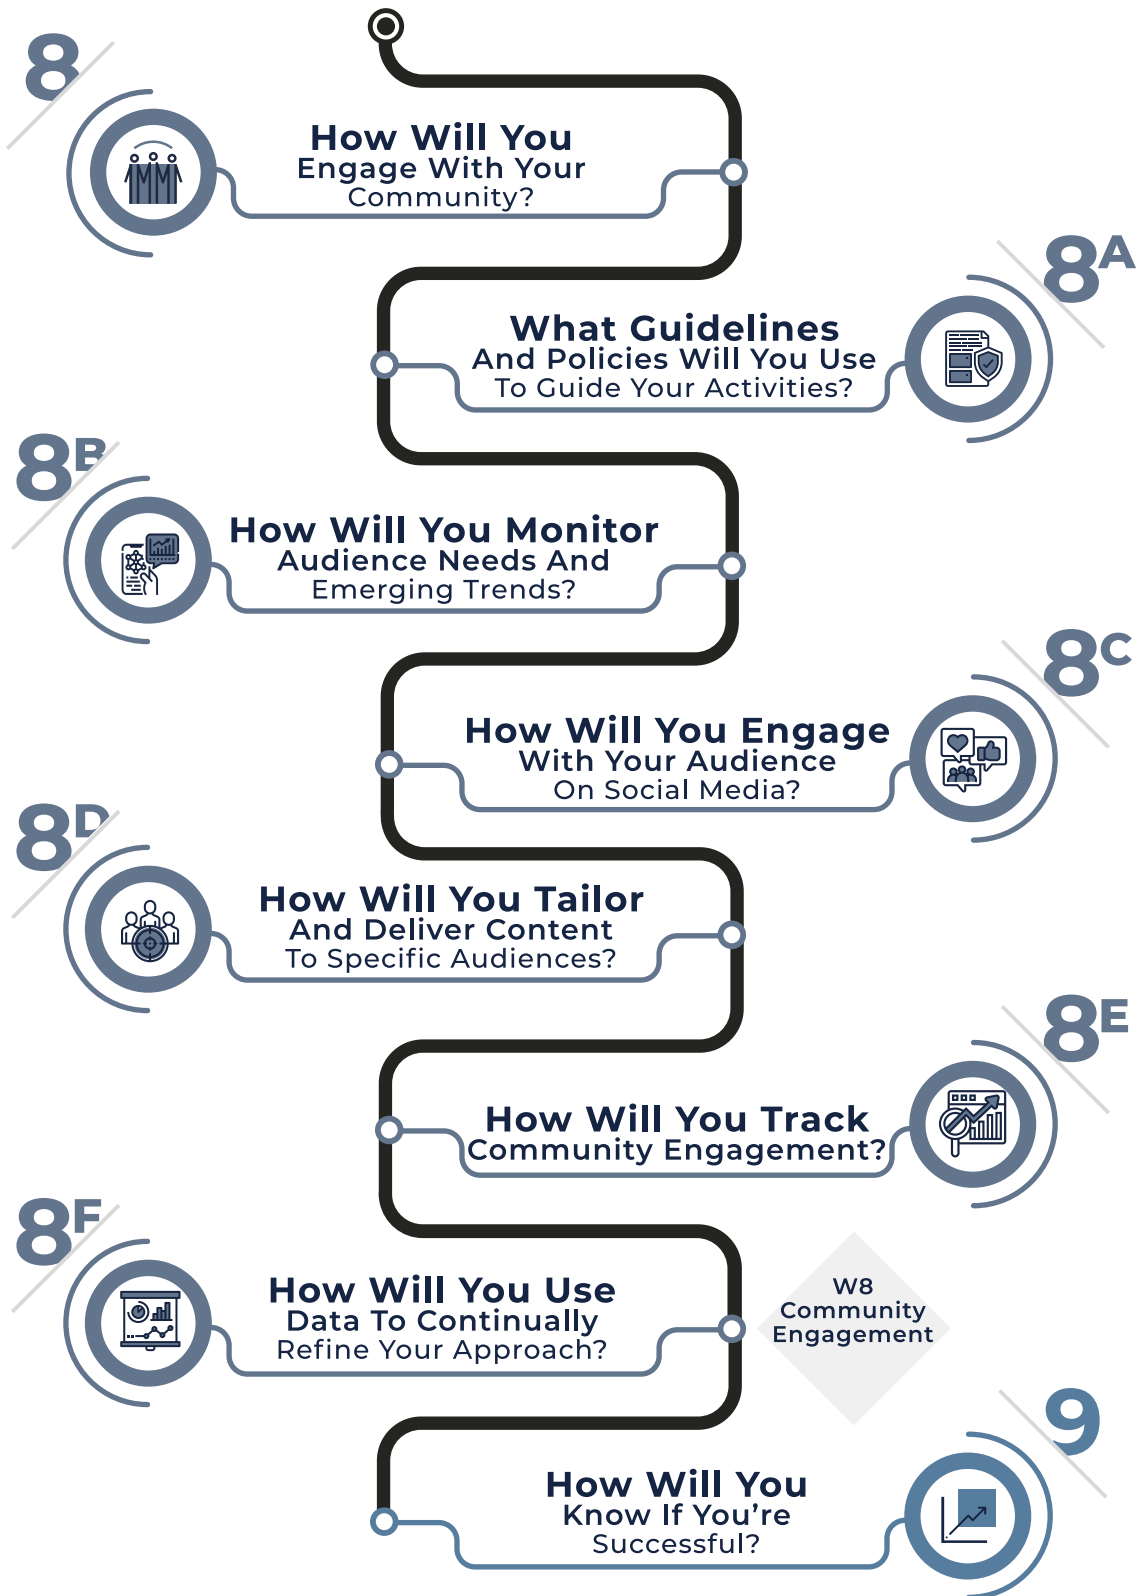 8
How Will You
Engage With Your
Community?
8A
What Guidelines
And Policies Will You Use
To Guide Your Activities?
8B
How Will You Monitor
Audience Needs And
Emerging Trends?
8C
How Will You Engage
With Your Audience
On Social Media?
8D
How Will You Tailor
And Deliver Content
To Specific Audiences?
8E
How Will You Track
Community Engagement?
8F
How Will You Use
Data To Continually
Refine Your Approach?
W8
Community
Engagement
9
How Will You
Know If You’re
Successful?